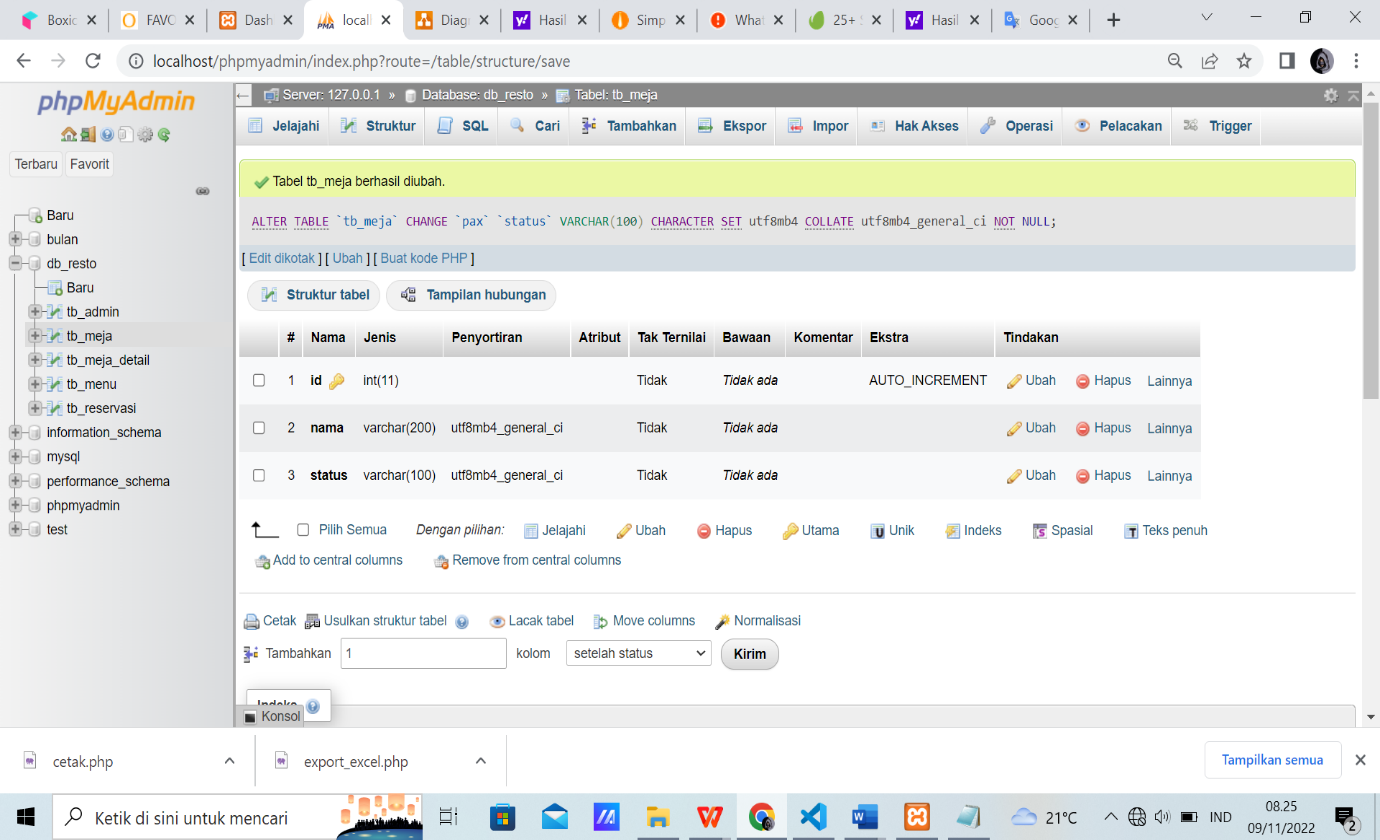 Boxic FAVC Dash locall Diagr Hasil Simp What 25+ S Hasil Goog
localhost/phpmyadmin/index.php?route=/table/structure/save
phpMyAdmin
Terbaru Favorit
Baru
bulan
db_resto
Baru
tb_admin
tb_meja
tb_meja_detail
tb_menu
tb_reservasi
information_schema
mysql
performance_schema
phpmyadmin
test
Server: 127.0.0.1 » Database: db_resto » Tabel: tb_meja
Jelajahi Struktur SQL Cari Tambahkan Ekspor Impor Hak Akses Operasi Pelacakan Trigger
Tabel tb_meja berhasil diubah.
ALTER TABLE `tb_meja` CHANGE `pax` `status` VARCHAR(100) CHARACTER SET utf8mb4 COLLATE utf8mb4_general_ci NOT NULL;
[ Edit dikotak ] [ Ubah ] [ Buat kode PHP ]
Struktur tabel Tampilan hubungan
# Nama Jenis Penyortiran Atribut Tak Ternilai Bawaan Komentar Ekstra Tindakan
1 id int(11) Tidak Tidak ada AUTO_INCREMENT Ubah Hapus Lainnya
2 nama varchar(200) utf8mb4_general_ci Tidak Tidak ada Ubah Hapus Lainnya
3 status varchar(100) utf8mb4_general_ci Tidak Tidak ada Ubah Hapus Lainnya
Pilih Semua Dengan pilihan: Jelajahi Ubah Hapus Utama Unik Indeks Spasial Teks penuh
Add to central columns Remove from central columns
Cetak Usulkan struktur tabel Lacak tabel Move columns Normalisasi
Tambahkan 1 kolom setelah status Kirim
Indeks
Konsol
cetak.php export_excel.php Tampilkan semua
Ketik di sini untuk mencari 21°C IND 08.25
09/11/2022 2